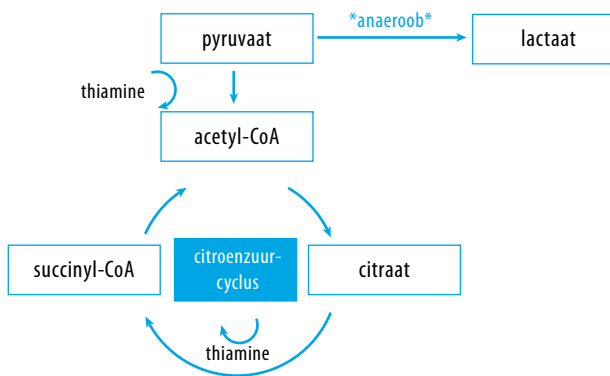 *anaeroob*
pyruvaat
lactaat
thiamine
acetyl-CoA
succinyl-CoA
citroenzuur-
cyclus
citraat
thiamine